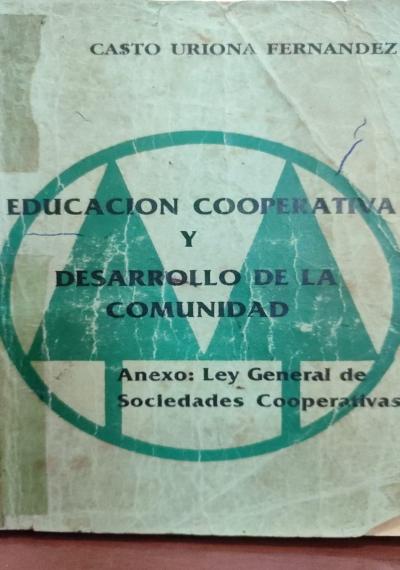 CASTO URIONA FERNANDEZ
EDUCACION COOPERATIVA
Y
DESARROLLO DE LA
COMUNIDAD
Anexo: Ley General de
Sociedades Cooperativas